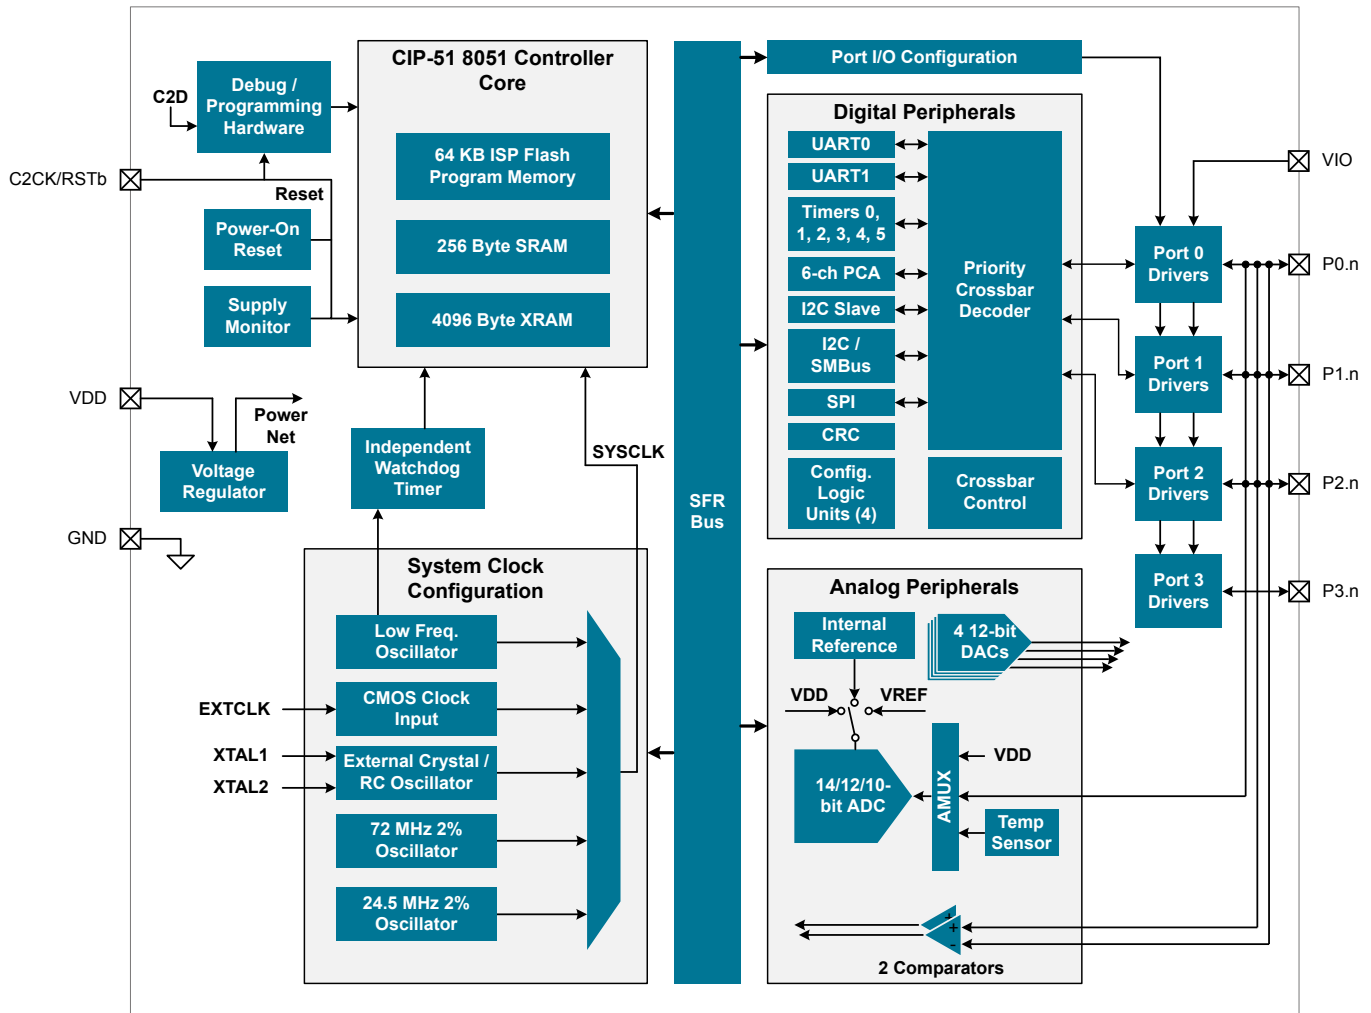 CIP-51 8051 Controller
Core
64 KB ISP Flash
Program Memory
256 Byte SRAM
4096 Byte XRAM
C2D
Debug /
Programming
Hardware
C2CK/RSTb
Reset
Power-On
Reset
Supply
Monitor
VDD
Power
Net
Voltage
Regulator
GND
Independent
Watchdog
Timer
SYSCLK
System Clock
Configuration
Low Freq.
Oscillator
CMOS Clock
Input
External Crystal /
RC Oscillator
72 MHz 2%
Oscillator
24.5 MHz 2%
Oscillator
EXTCLK
XTAL1
XTAL2
SFR
Bus
Port I/O Configuration
Digital Peripherals
UART0
UART1
Timers 0,
1, 2, 3, 4, 5
6-ch PCA
I2C Slave
I2C /
SMBus
SPI
CRC
Config.
Logic
Units (4)
Priority
Crossbar
Decoder
Crossbar
Control
Analog Peripherals
Internal
Reference
4 12-bit
DACs
VDD
VREF
14/12/10-
bit ADC
AMUX
VDD
Temp
Sensor
+
+
-
2 Comparators
Port 0
Drivers
Port 1
Drivers
Port 2
Drivers
Port 3
Drivers
VIO
P0.n
P1.n
P2.n
P3.n